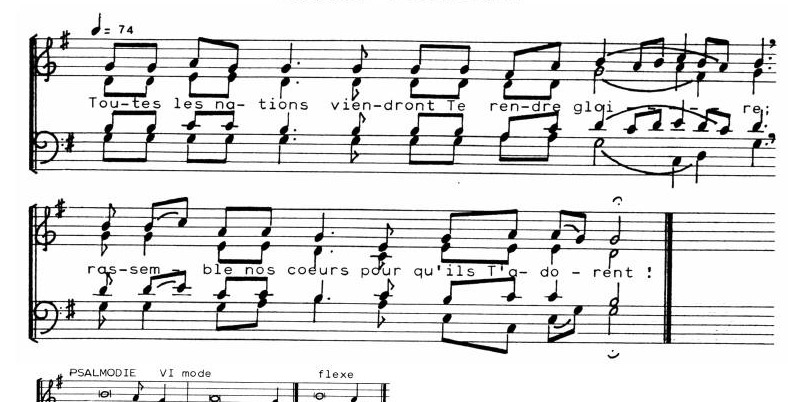 = 74
Tou-tes les na- tions vien-dront Te ren-dre gloi - - - - re;
ras-sem - ble nos coeurs pour qu'ils T'a- do - rent !
PSALMODIE VI mode flexe